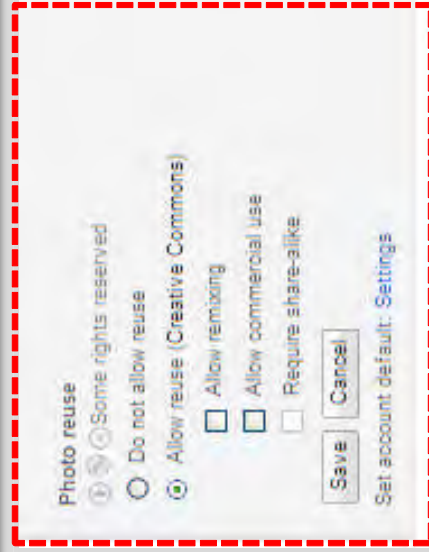 Photo reuse
Some rights reserved
Do not allow reuse
Allow reuse (Creative Commons)
Allow remixing
Allow commercial use
Require share-alike
Save Cancel
Set account default: Settings